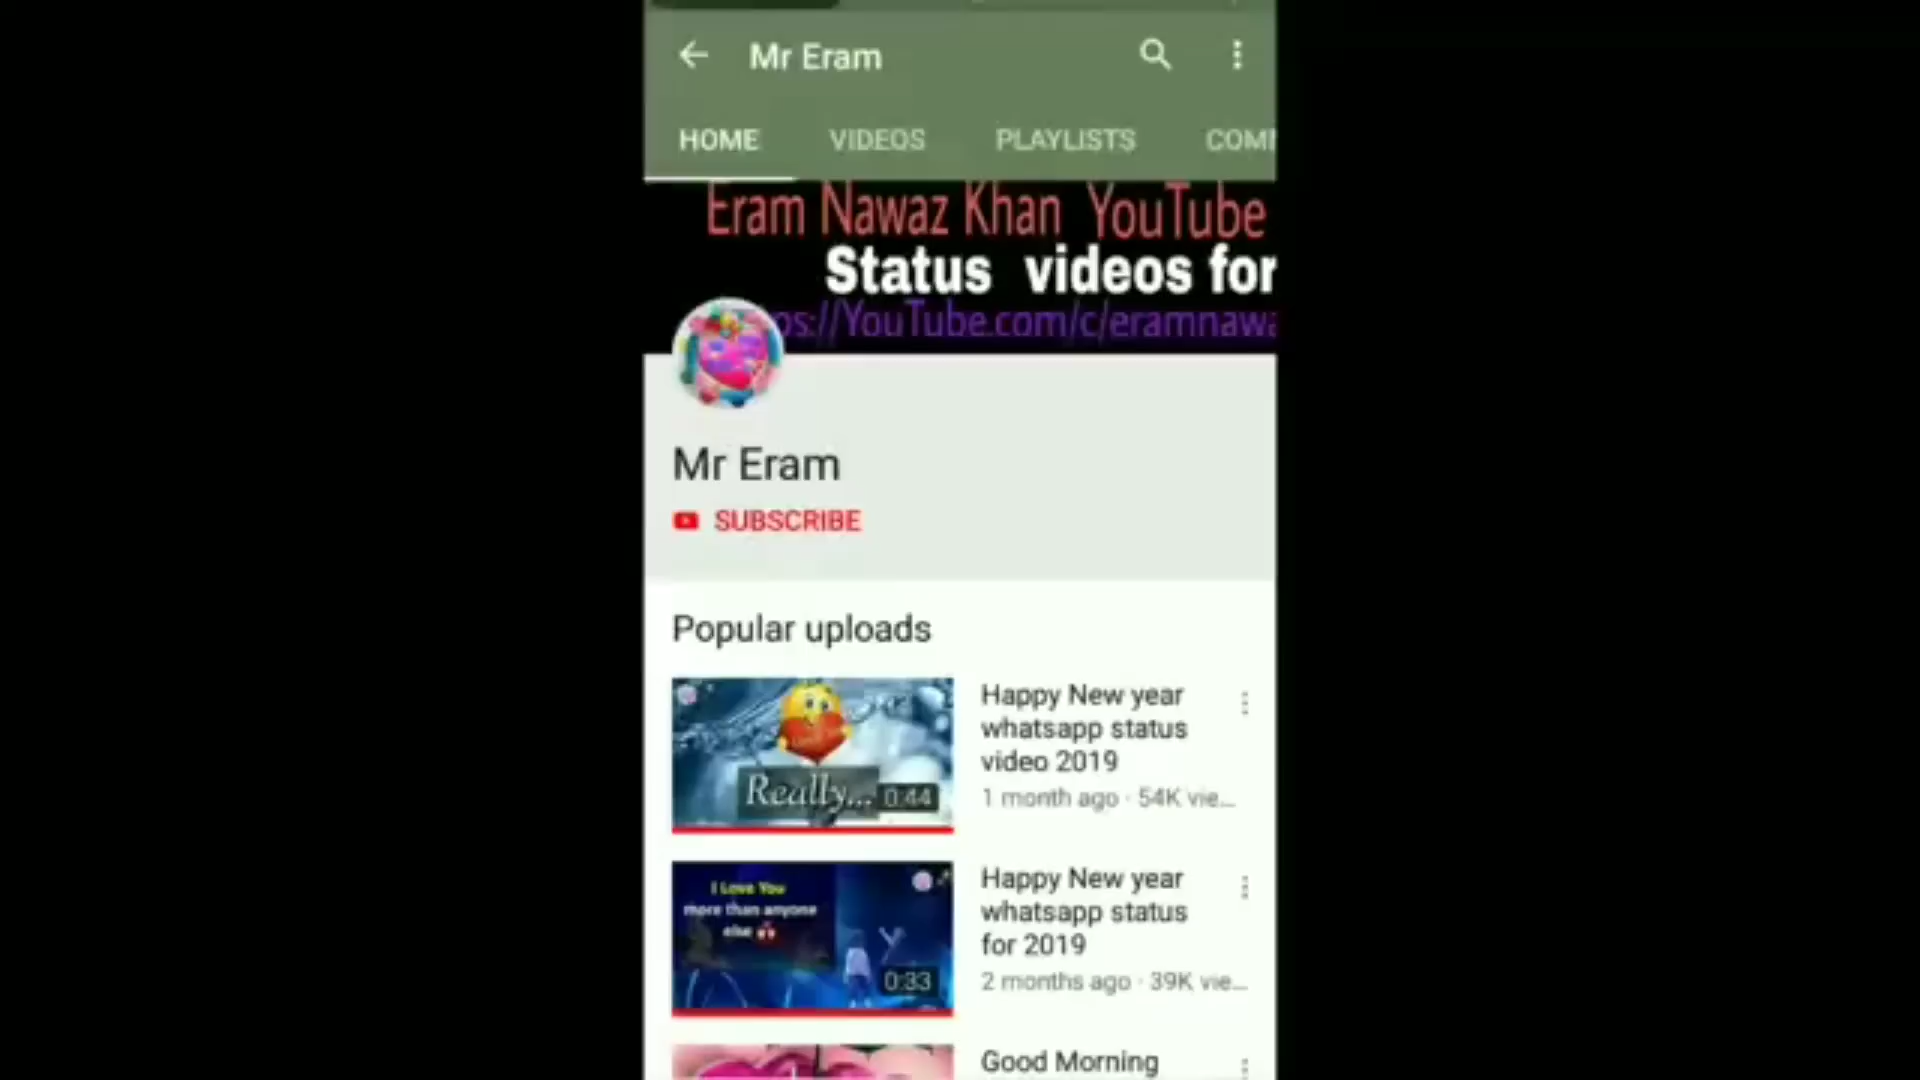 Mr Eram
HOME VIDEOS PLAYLISTS COMM
Eram Nawaz Khan YouTube
Status videos for
ps://YouTube.com/c/eramnawa
Mr Eram
SUBSCRIBE
Popular uploads
Really...
0:44
Happy New year
whatsapp status
video 2019
1 month ago · 54K vie...
I Love You
more than anyone
else
0:33
Happy New year
whatsapp status
for 2019
2 months ago · 39K vie...
Good Morning